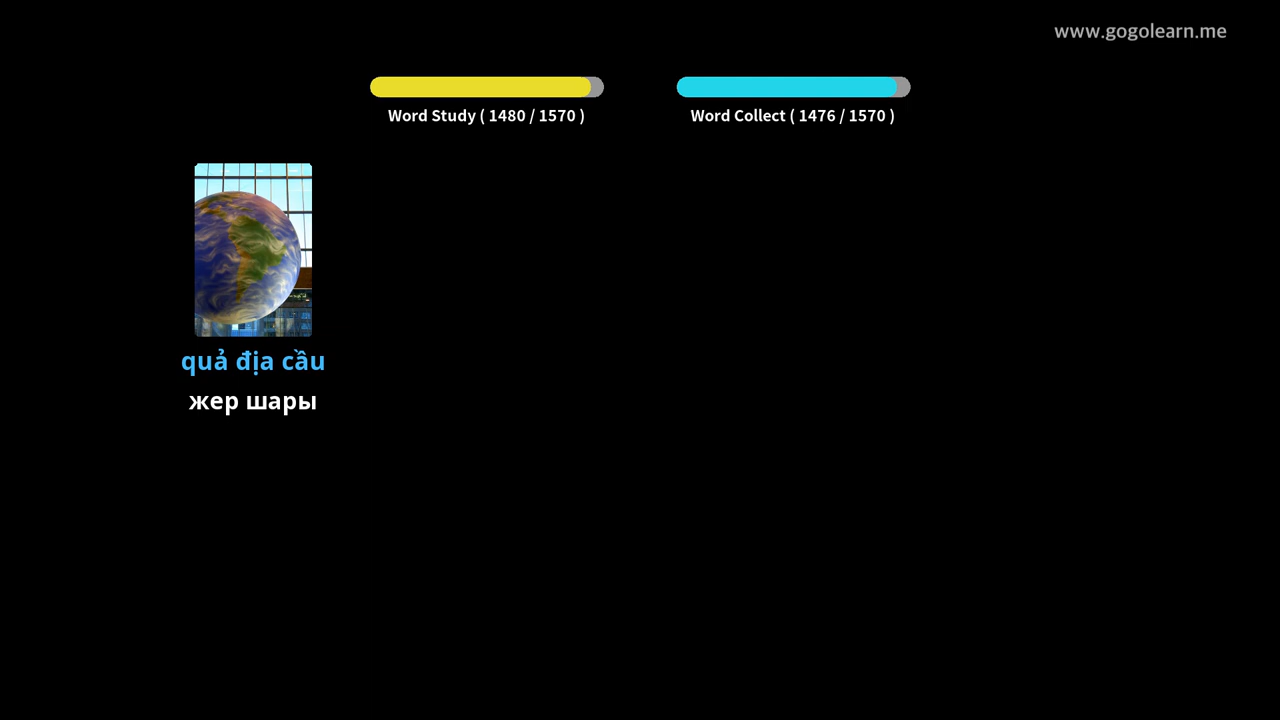 www.gogolearn.me
Word Study ( 1480 / 1570 )
Word Collect ( 1476 / 1570 )
quả địa cầu
жер шары